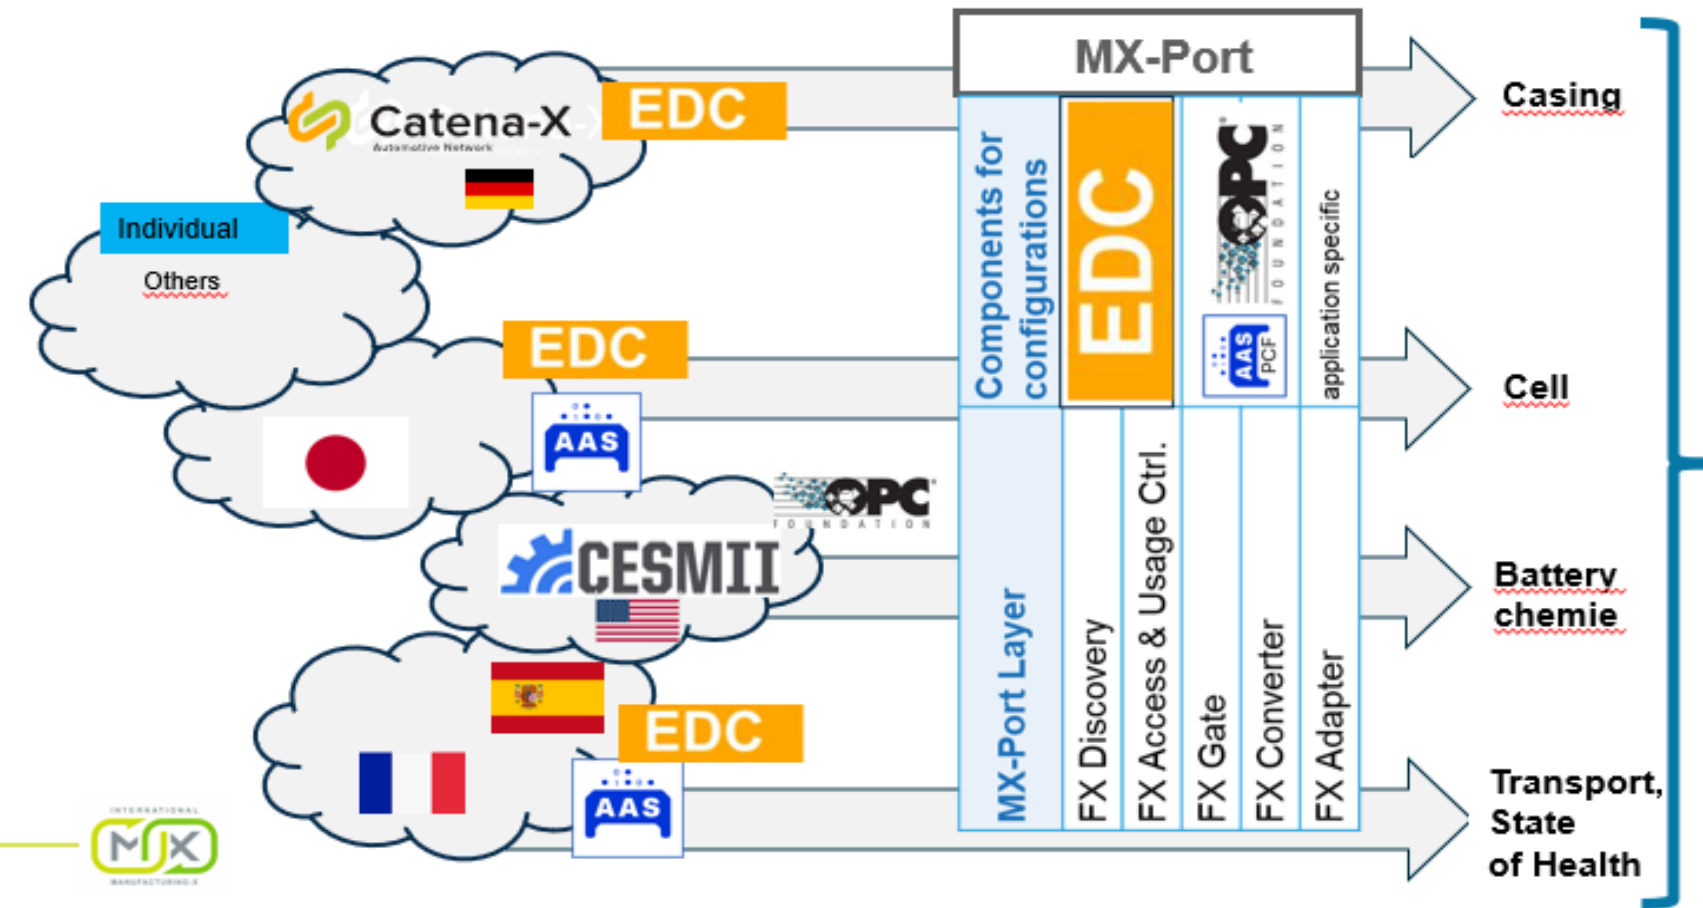 MX-Port
Catena-X
Automotive Network
EDC
Casing
Individual
Others
EDC
AAS
Cell
OPC
FOUNDATION
CESMII
Battery
chemie
EDC
AAS
Transport,
State
of Health
Components for
configurations
EDC
OPC
FOUNDATION
AAS
PCF
application specific
MX-Port Layer
FX Discovery
FX Access & Usage Ctrl.
FX Gate
FX Converter
FX Adapter
INTERNATIONAL
M X
MANUFACTURING-X